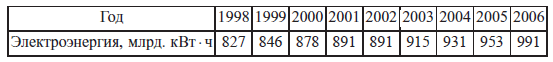 Год 1998 1999 2000 2001 2002 2003 2004 2005 2006
Электроэнергия, млрд. кВт · ч 827 846 878 891 891 915 931 953 991